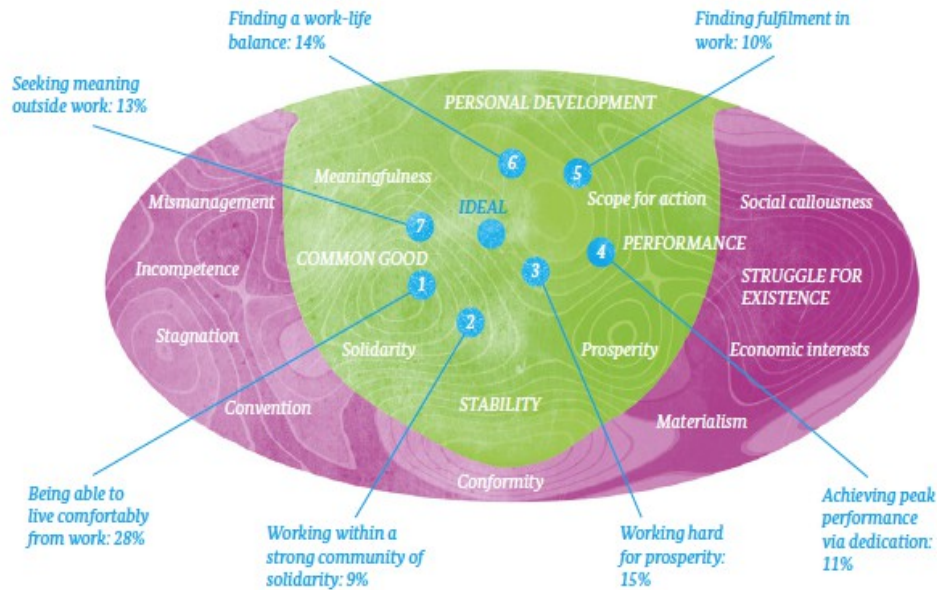 Finding a work-life
balance: 14%
Finding fulfilment in
work: 10%
Seeking meaning
outside work: 13%
PERSONAL DEVELOPMENT
6
5
Meaningfulness
Mismanagement
IDEAL
Scope for action
Social callousness
7
COMMON GOOD
PERFORMANCE
4
Incompetence
3
STRUGGLE FOR
EXISTENCE
1
2
Stagnation
Solidarity
Prosperity
Economic interests
Convention
STABILITY
Materialism
Conformity
Being able to
live comfortably
from work: 28%
Working within a
strong community of
solidarity: 9%
Working hard
for prosperity:
15%
Achieving peak
performance
via dedication:
11%